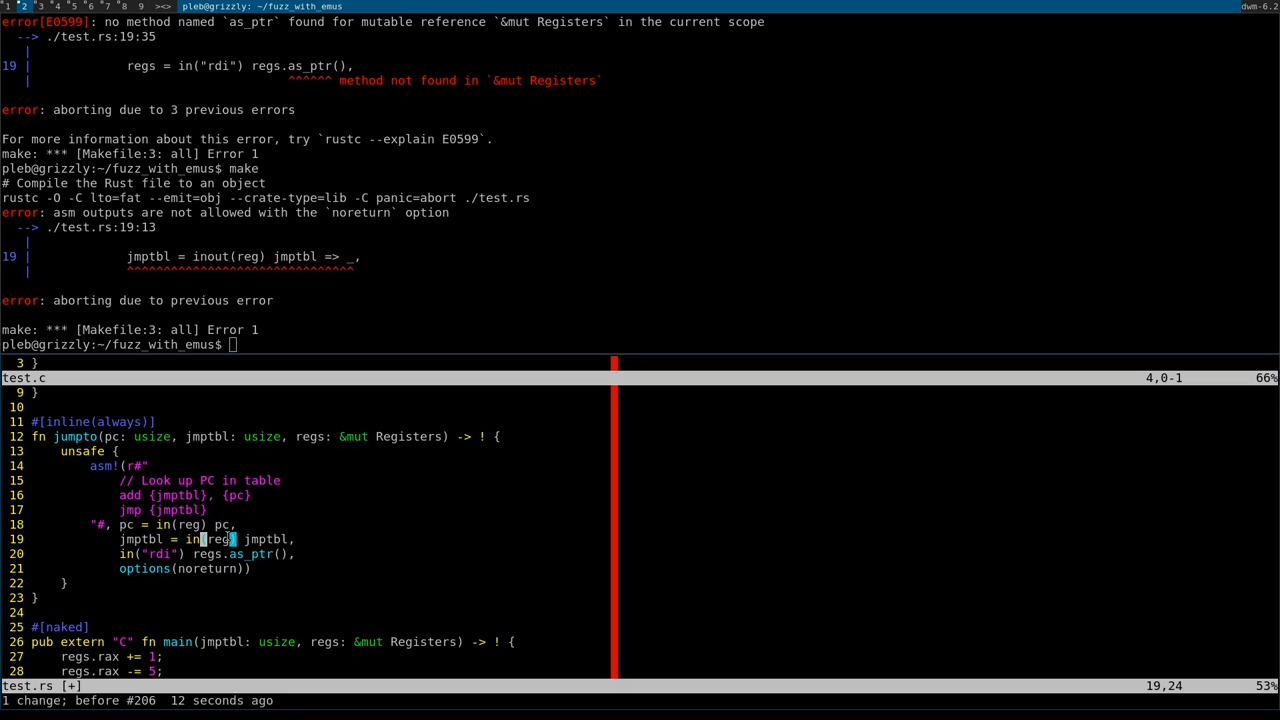 1 2 3 4 5 6 7 8 9 ><> pleb@grizzly: ~/fuzz_with_emus dwm-6.2
error[E0599]: no method named `as_ptr` found for mutable reference `&mut Registers` in the current scope
--> ./test.rs:19:35
|
19 | regs = in("rdi") regs.as_ptr(),
| ^^^^^^ method not found in `&mut Registers`
error: aborting due to 3 previous errors
For more information about this error, try `rustc --explain E0599`.
make: *** [Makefile:3: all] Error 1
pleb@grizzly:~/fuzz_with_emus$ make
# Compile the Rust file to an object
rustc -O -C lto=fat --emit=obj --crate-type=lib -C panic=abort ./test.rs
error: asm outputs are not allowed with the `noreturn` option
--> ./test.rs:19:13
|
19 | jmptbl = inout(reg) jmptbl => _,
| ^^^^^^^^^^^^^^^^^^^^^^^^^^^^^^^
error: aborting due to previous error
make: *** [Makefile:3: all] Error 1
pleb@grizzly:~/fuzz_with_emus$
3 }
test.c 4,0-1 66%
9 }
10
11 #[inline(always)]
12 fn jumpto(pc: usize, jmptbl: usize, regs: &mut Registers) -> ! {
13 unsafe {
14 asm!(r#"
15 // Look up PC in table
16 add {jmptbl}, {pc}
17 jmp {jmptbl}
18 "#, pc = in(reg) pc,
19 jmptbl = in(reg) jmptbl,
20 in("rdi") regs.as_ptr(),
21 options(noreturn))
22 }
23 }
24
25 #[naked]
26 pub extern "C" fn main(jmptbl: usize, regs: &mut Registers) -> ! {
27 regs.rax += 1;
28 regs.rax -= 5;
test.rs [+] 19,24 53%
1 change; before #206 12 seconds ago